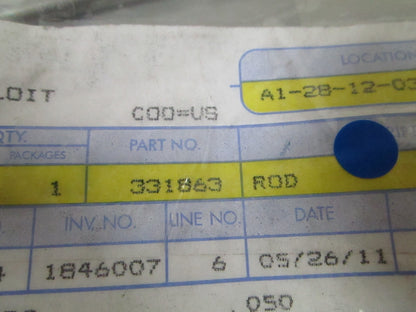 LOCATION
A1-28-12-03
LOIT
COO=US
QTY.
PACKAGES
PART NO.
1
331863
ROD
INV. NO.
LINE NO.
DATE
1846007
6
05/26/11
.050